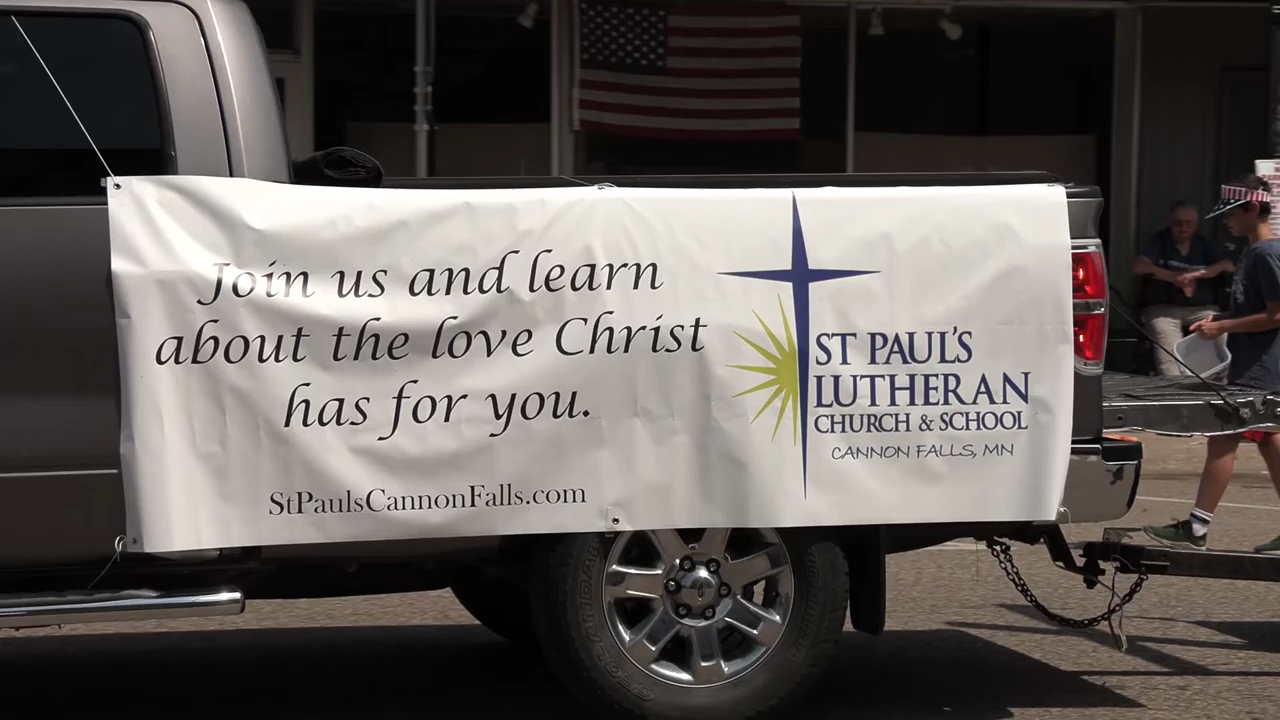 Join us and learn
about the love Christ
has for you.
StPaulsCannonFalls.com
ST PAUL'S
LUTHERAN
CHURCH & SCHOOL
CANNON FALLS, MN